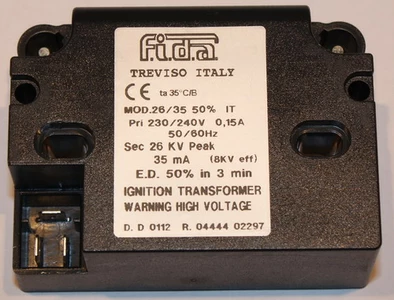 f.i.d.a.
TREVISO ITALY
CE ta 35°C/B
MOD.26/35 50% IT
Pri 230/240V 0,15A
50/60Hz
Sec 26 KV Peak
35 mA (8KV eff)
E.D. 50% in 3 min
IGNITION TRANSFORMER
WARNING HIGH VOLTAGE
D. D 0112 R. 04444 02297